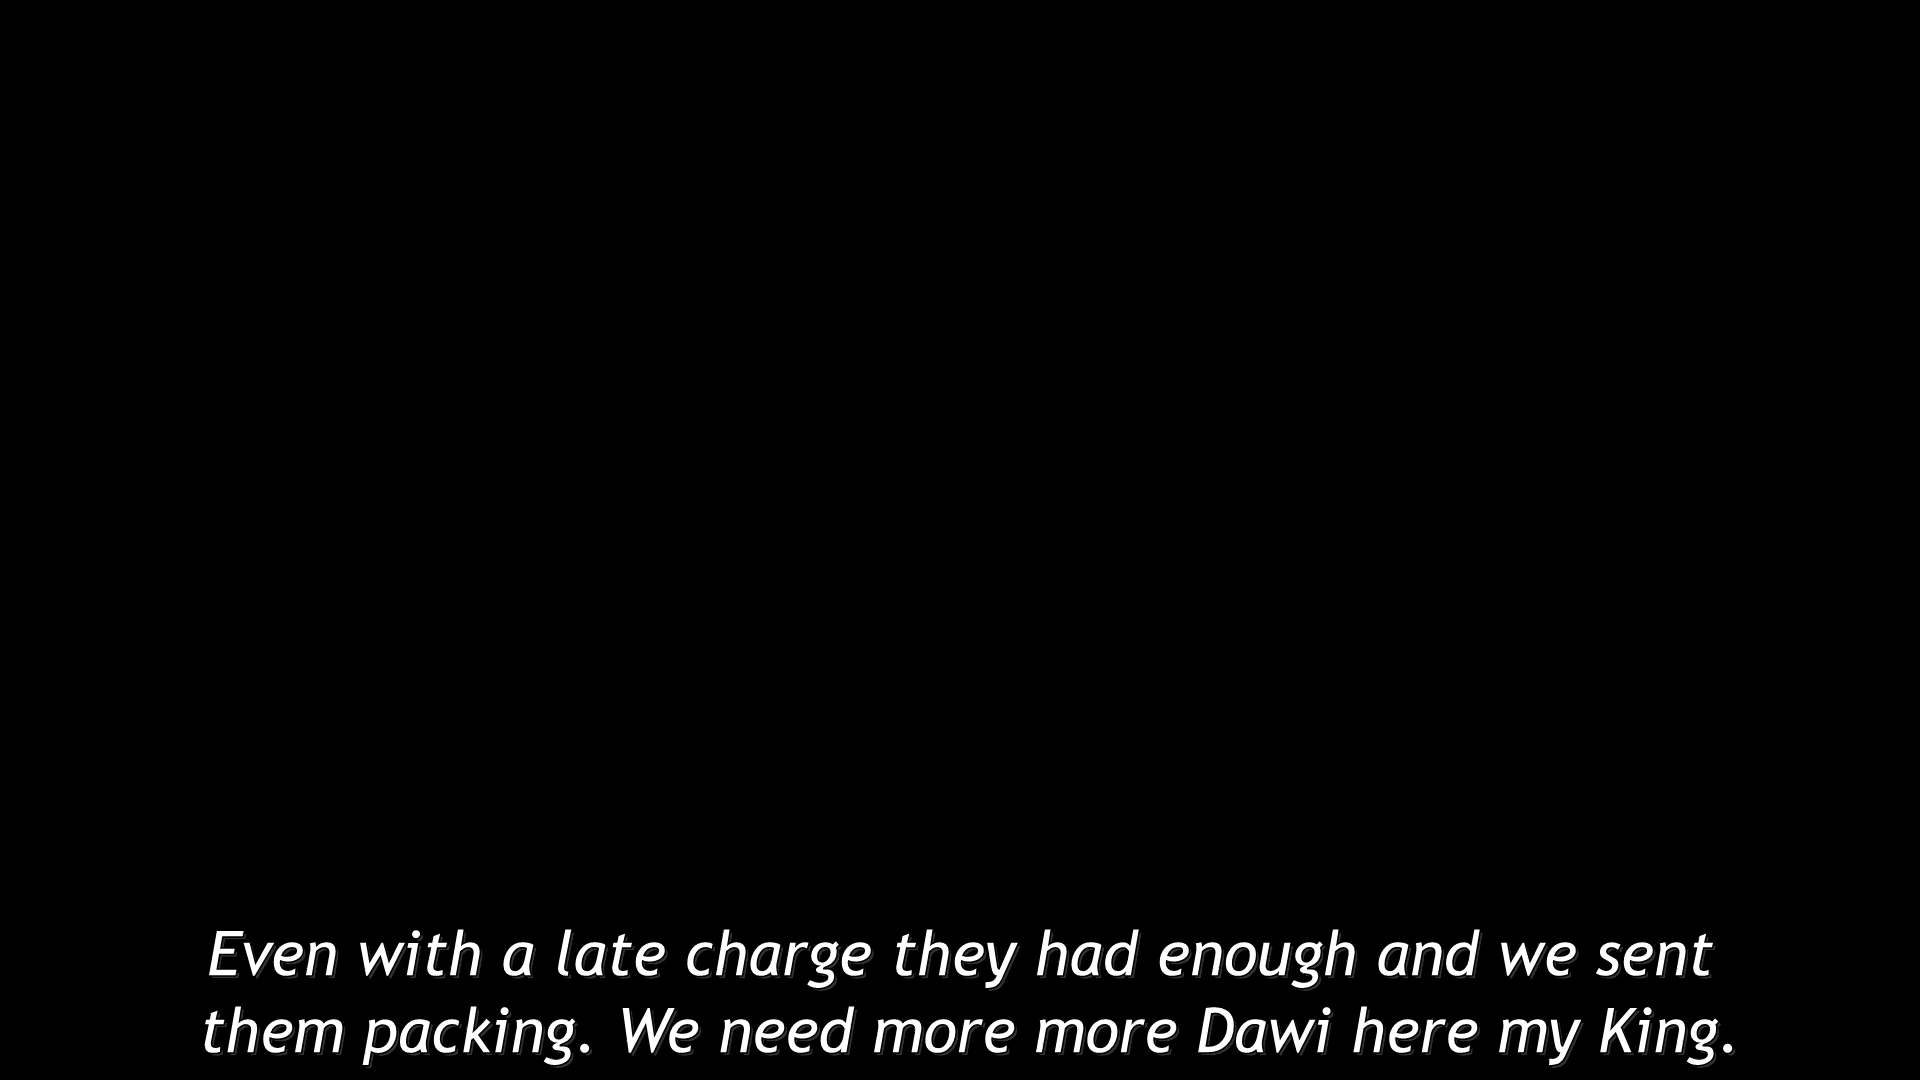 Even with a late charge they had enough and we sent
them packing. We need more more Dawi here my King.